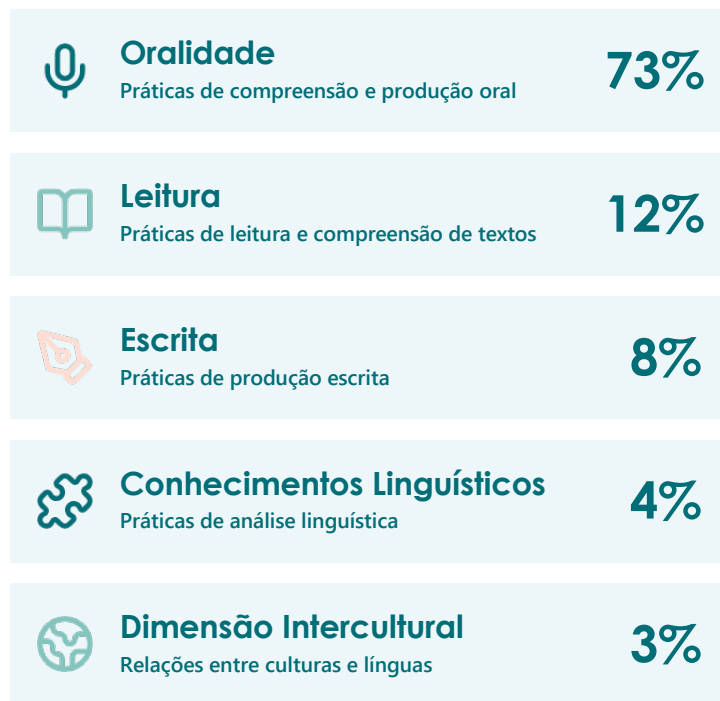 Oralidade
Práticas de compreensão e produção oral
73%
Leitura
Práticas de leitura e compreensão de textos
12%
Escrita
Práticas de produção escrita
8%
Conhecimentos Linguísticos
Práticas de análise linguística
4%
Dimensão Intercultural
Relações entre culturas e línguas
3%